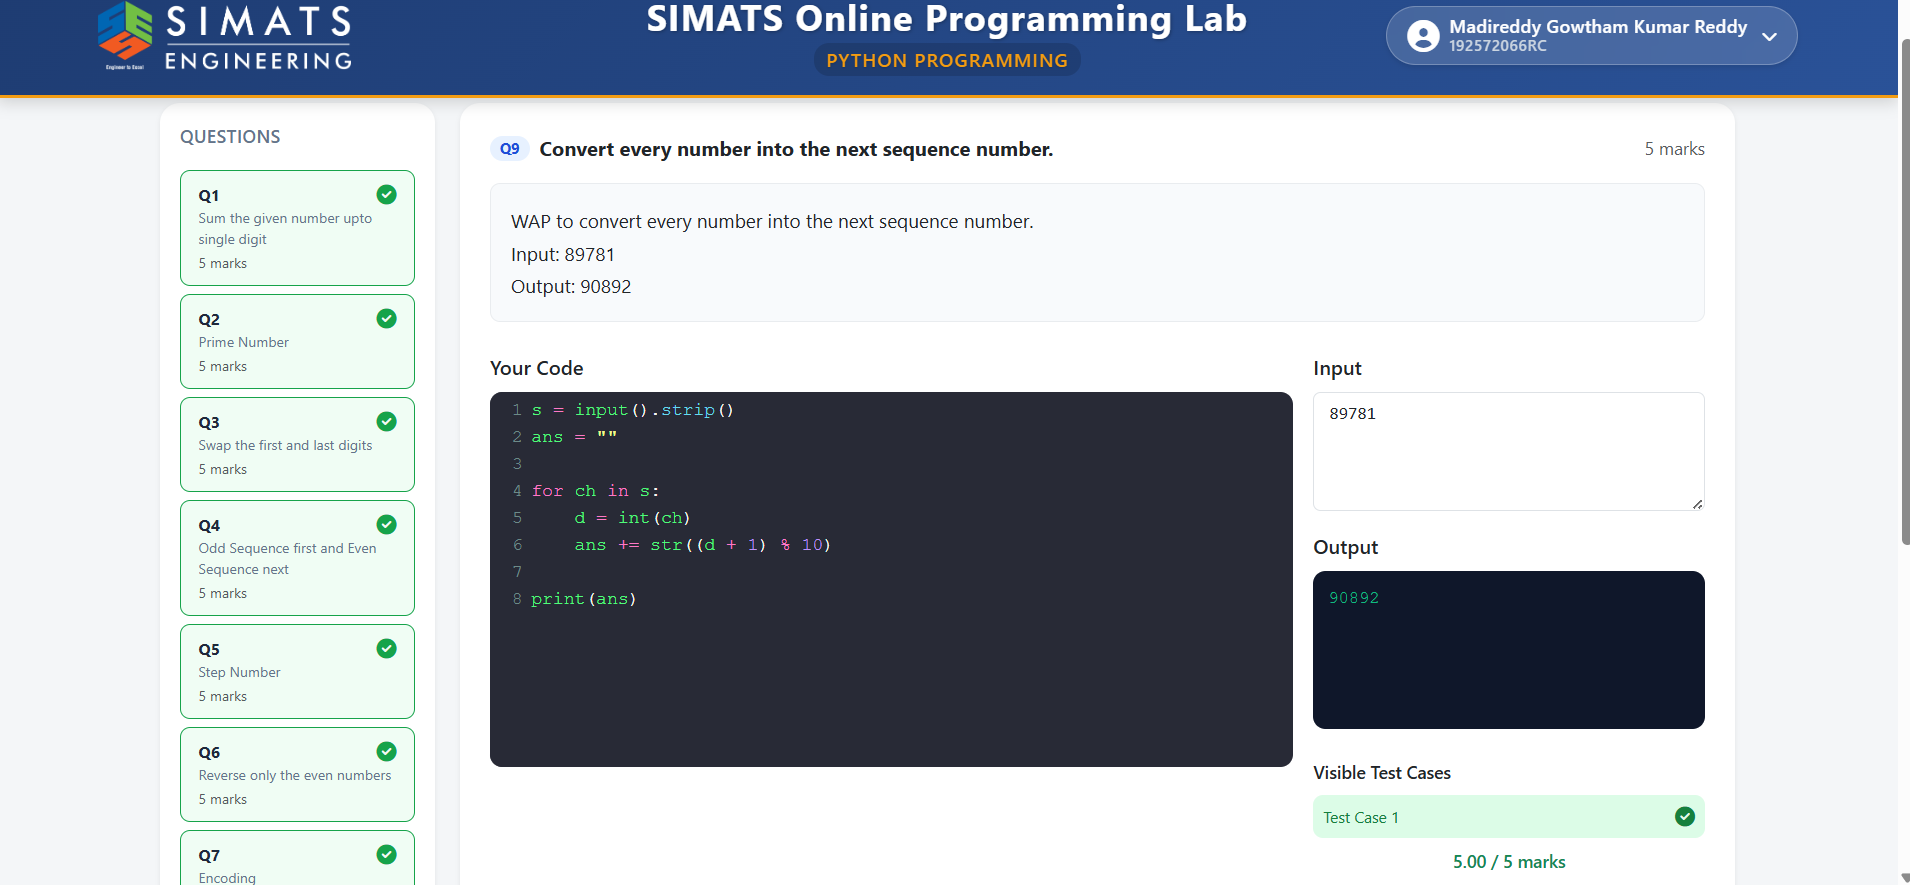 SIMATS
ENGINEERING
Engineer to Excel
SIMATS Online Programming Lab
PYTHON PROGRAMMING
Madireddy Gowtham Kumar Reddy
192572066RC
QUESTIONS
Q1
Sum the given number upto
single digit
5 marks
Q2
Prime Number
5 marks
Q3
Swap the first and last digits
5 marks
Q4
Odd Sequence first and Even
Sequence next
5 marks
Q5
Step Number
5 marks
Q6
Reverse only the even numbers
5 marks
Q7
Encoding
Q9 Convert every number into the next sequence number.
5 marks
WAP to convert every number into the next sequence number.
Input: 89781
Output: 90892
Your Code
1 s = input().strip()
2 ans = ""
3
4 for ch in s:
5     d = int(ch)
6     ans += str((d + 1) % 10)
7
8 print(ans)
Input
89781
Output
90892
Visible Test Cases
Test Case 1
5.00 / 5 marks